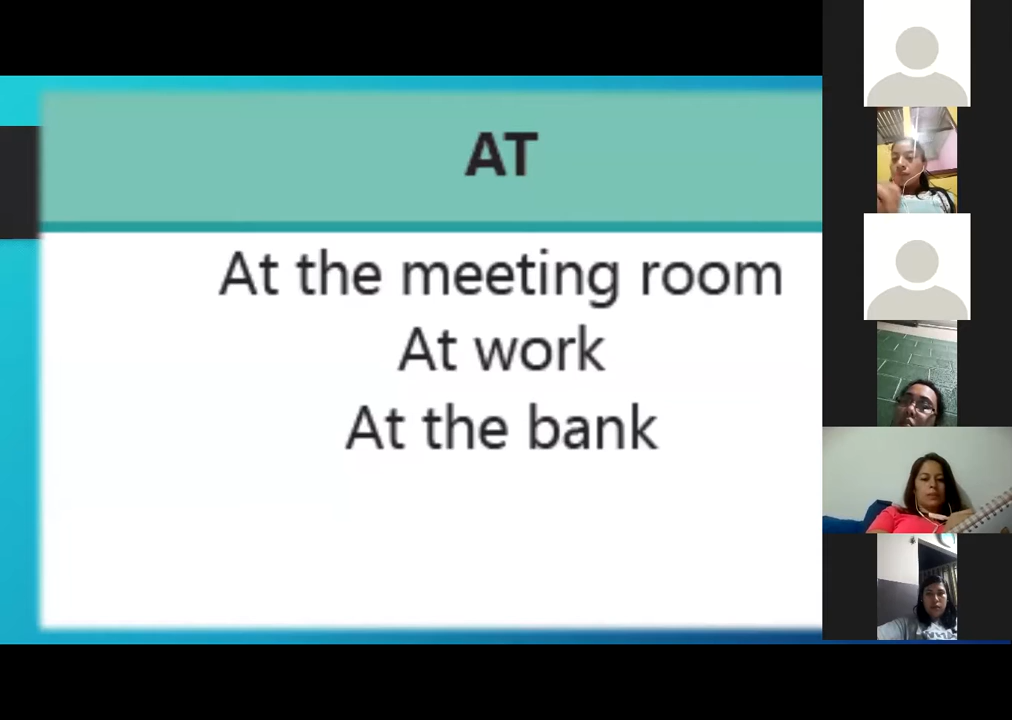 AT
At the meeting room
At work
At the bank